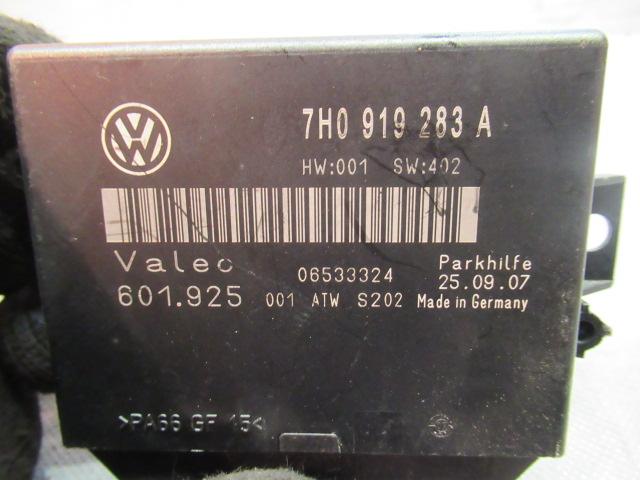 7H0 919 283 A
HW:001 SW:402
Valeo
06533324
Parkhilfe
601.925
001 ATW S202
25.09.07
Made in Germany
>PA66 GF 15<